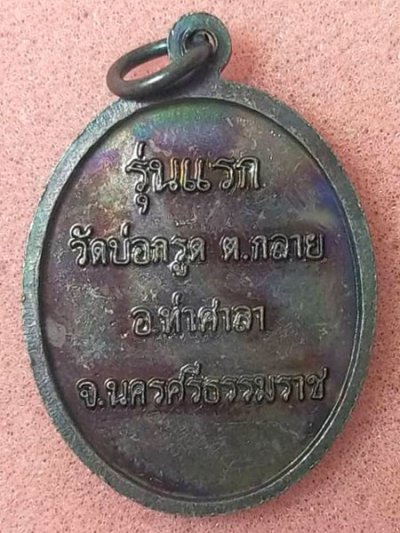 รุ่นแรก
วัดบ่อกรูด ต.กลาย
อ.ท่าศาลา
จ.นครศรีธรรมราช